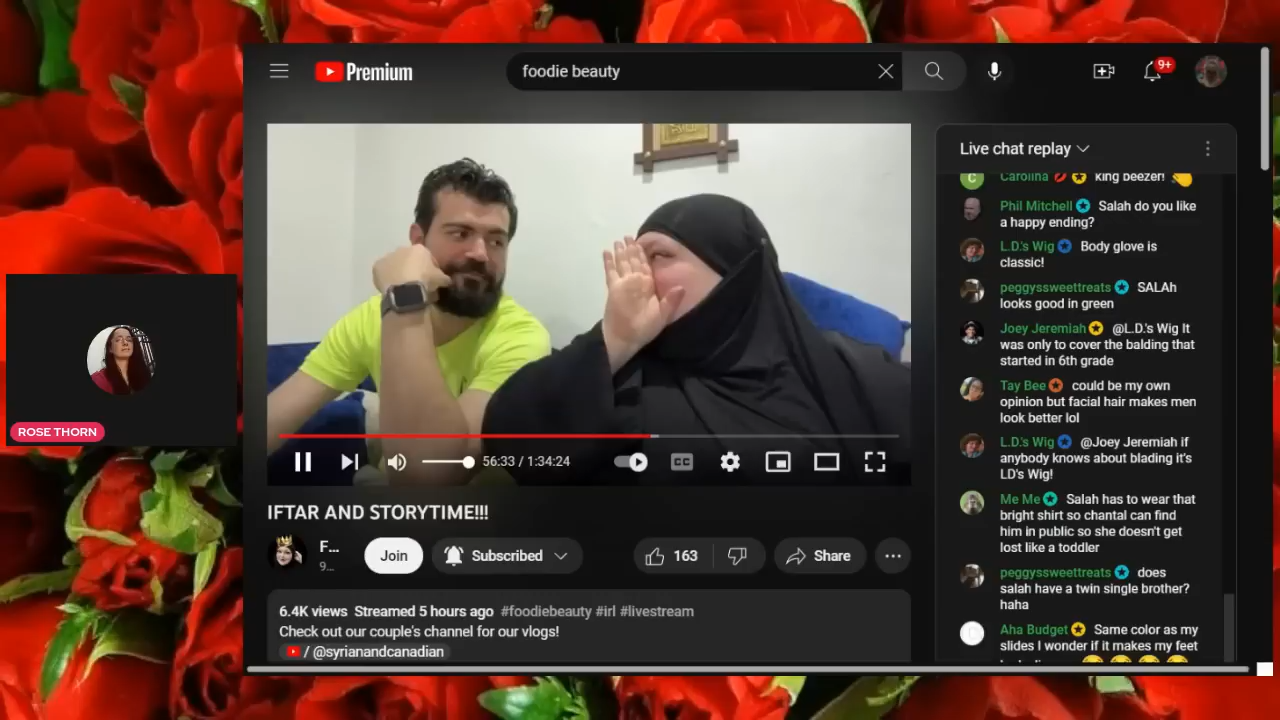 Premium
foodie beauty
9+
Live chat replay
Carolina king beezer!
Phil Mitchell Salah do you like
a happy ending?
L.D.'s Wig Body glove is
classic!
peggyssweettreats SALAh
looks good in green
Joey Jeremiah @L.D.'s Wig It
was only to cover the balding that
started in 6th grade
Tay Bee could be my own
opinion but facial hair makes men
look better lol
L.D.'s Wig @Joey Jeremiah if
anybody knows about blading it's
LD's Wig!
Me Me Salah has to wear that
bright shirt so chantal can find
him in public so she doesn't get
lost like a toddler
peggyssweettreats does
salah have a twin single brother?
haha
Aha Budget Same color as my
slides I wonder if it makes my feet
ROSE THORN
56:33 / 1:34:24
CC
IFTAR AND STORYTIME!!!
F...
9...
Join
Subscribed
163
Share
6.4K views Streamed 5 hours ago #foodiebeauty #irl #livestream
Check out our couple's channel for our vlogs!
/ @syrianandcanadian